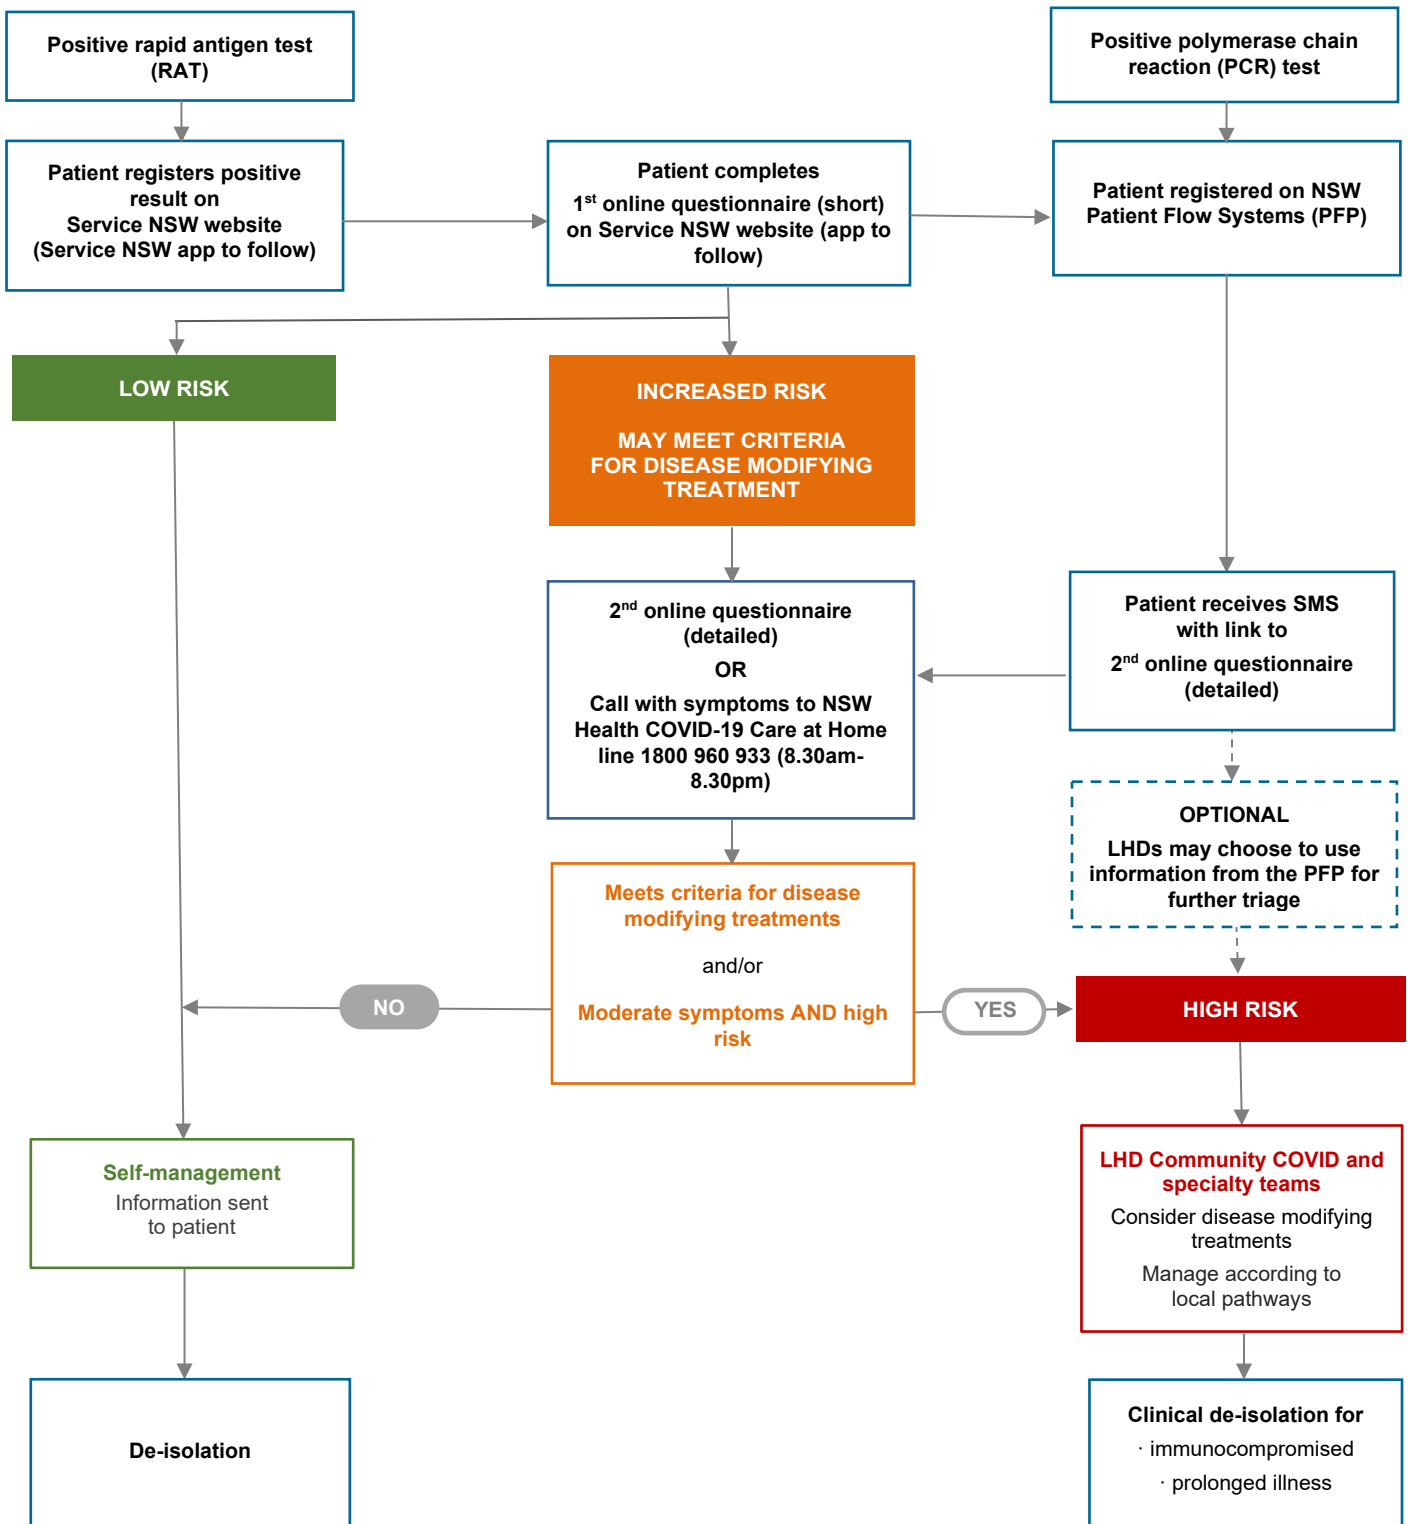 Positive rapid antigen test
(RAT)
Positive polymerase chain
reaction (PCR) test
Patient registers positive
result on
Service NSW website
(Service NSW app to follow)
Patient completes
1st online questionnaire (short)
on Service NSW website (app to
follow)
Patient registered on NSW
Patient Flow Systems (PFP)
LOW RISK
INCREASED RISK
MAY MEET CRITERIA
FOR DISEASE MODIFYING
TREATMENT
2nd online questionnaire
(detailed)
OR
Call with symptoms to NSW
Health COVID-19 Care at Home
line 1800 960 933 (8.30am-
8.30pm)
Patient receives SMS
with link to
2nd online questionnaire
(detailed)
OPTIONAL
LHDs may choose to use
information from the PFP for
further triage
Meets criteria for disease
modifying treatments
and/or
Moderate symptoms AND high
risk
NO
YES
HIGH RISK
Self-management
Information sent
to patient
LHD Community COVID and
specialty teams
Consider disease modifying
treatments
Manage according to
local pathways
De-isolation
Clinical de-isolation for
· immunocompromised
· prolonged illness